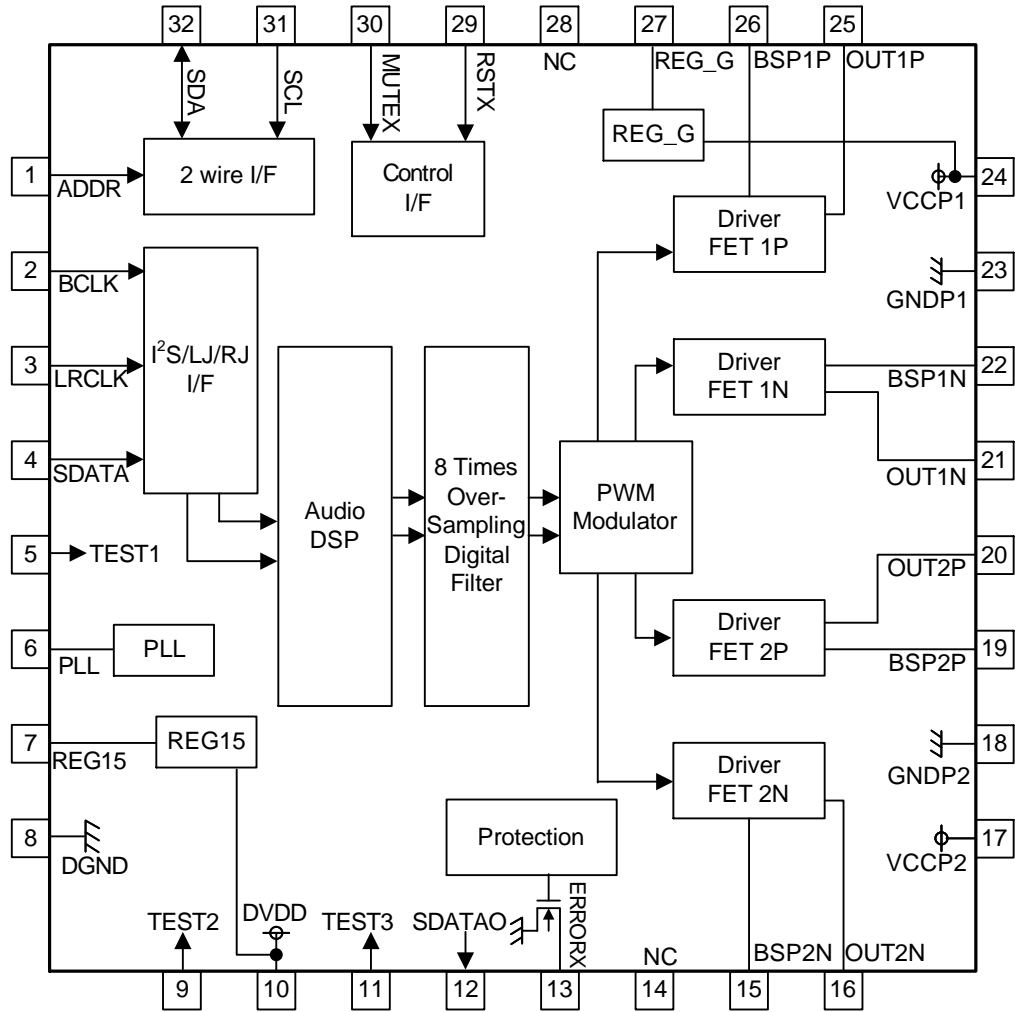 32
31
30
29
28
27
26
25
SDA
SCL
MUTEX
RSTX
NC
REG_G
BSP1P
OUT1P
REG_G
1
ADDR
2 wire I/F
Control
I/F
24
VCCP1
Driver
FET 1P
2
BCLK
23
GNDP1
I²S/LJ/RJ
I/F
3
LRCLK
Driver
FET 1N
22
BSP1N
4
SDATA
21
OUT1N
Audio
DSP
8 Times
Over-
Sampling
Digital
Filter
PWM
Modulator
5
TEST1
20
OUT2P
6
PLL
PLL
Driver
FET 2P
19
BSP2P
7
REG15
REG15
18
GNDP2
Driver
FET 2N
8
DGND
Protection
17
VCCP2
TEST2
DVDD
TEST3
SDATAO
ERRORX
NC
BSP2N
OUT2N
9
10
11
12
13
14
15
16